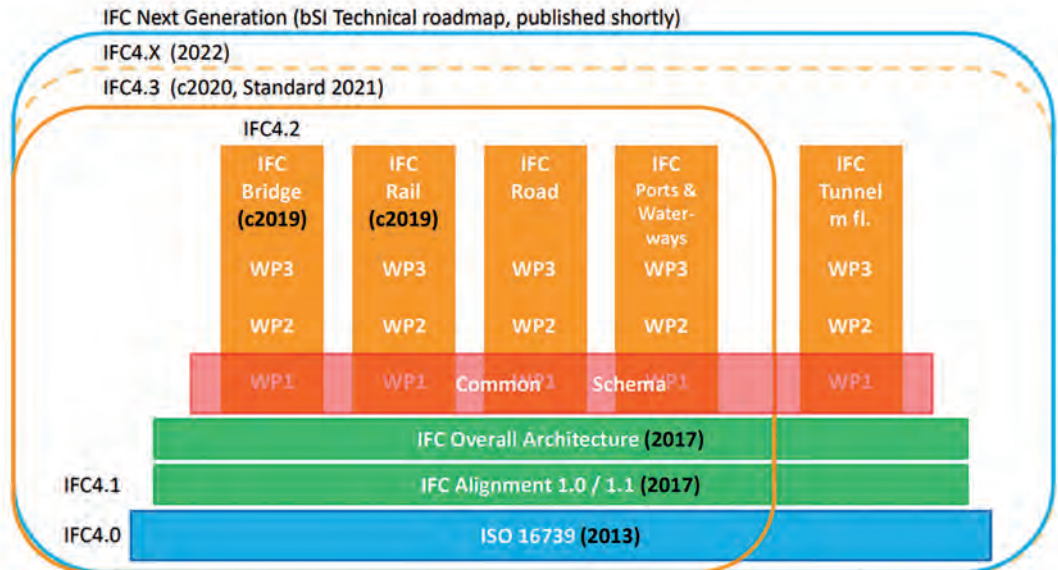 IFC Next Generation (bSI Technical roadmap, published shortly)
IFC4.X (2022)
IFC4.3 (c2020, Standard 2021)
IFC4.2
IFC
Bridge
(c2019)
WP3
WP2
WP1
IFC
Rail
(c2019)
WP3
WP2
WP1
IFC
Road
WP3
WP2
WP1
IFC
Ports &
Water-
ways
WP3
WP2
WP1
IFC
Tunnel
m fl.
WP3
WP2
WP1
Common Schema
IFC Overall Architecture (2017)
IFC4.1
IFC Alignment 1.0 / 1.1 (2017)
IFC4.0
ISO 16739 (2013)